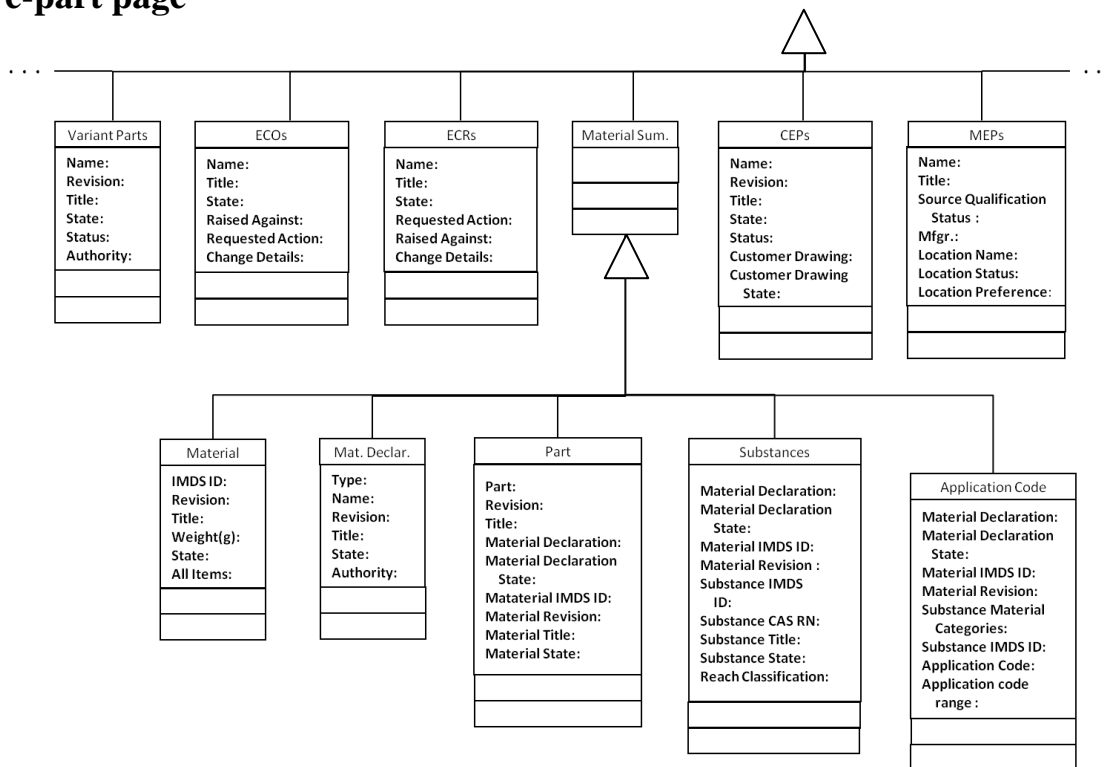 e-part page
. . .
. .
Variant Parts
Name:
Revision:
Title:
State:
Status:
Authority:
ECOs
Name:
Title:
State:
Raised Against:
Requested Action:
Change Details:
ECRs
Name:
Title:
State:
Requested Action:
Raised Against:
Change Details:
Material Sum.
CEPs
Name:
Revision:
Title:
State:
Status:
Customer Drawing:
Customer Drawing
State:
MEPs
Name:
Title:
Source Qualification
Status :
Mfgr.:
Location Name:
Location Status:
Location Preference:
Material
IMDS ID:
Revision:
Title:
Weight(g):
State:
All Items:
Mat. Declar.
Type:
Name:
Revision:
Title:
State:
Authority:
Part
Part:
Revision:
Title:
Material Declaration:
Material Declaration
State:
Mataterial IMDS ID:
Material Revision:
Material Title:
Material State:
Substances
Material Declaration:
Material Declaration
State:
Material IMDS ID:
Material Revision :
Substance IMDS
ID:
Substance CAS RN:
Substance Title:
Substance State:
Reach Classification:
Application Code
Material Declaration:
Material Declaration
State:
Material IMDS ID:
Material Revision:
Substance Material
Categories:
Substance IMDS ID:
Application Code:
Application code
range :